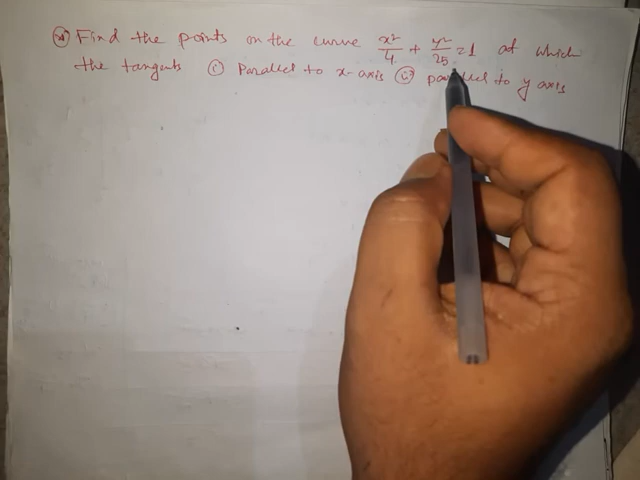 Find the points on the curve x²/4 + y²/25 = 1 at which
the tangents (i) Parallel to x-axis (ii) parallel to y axis